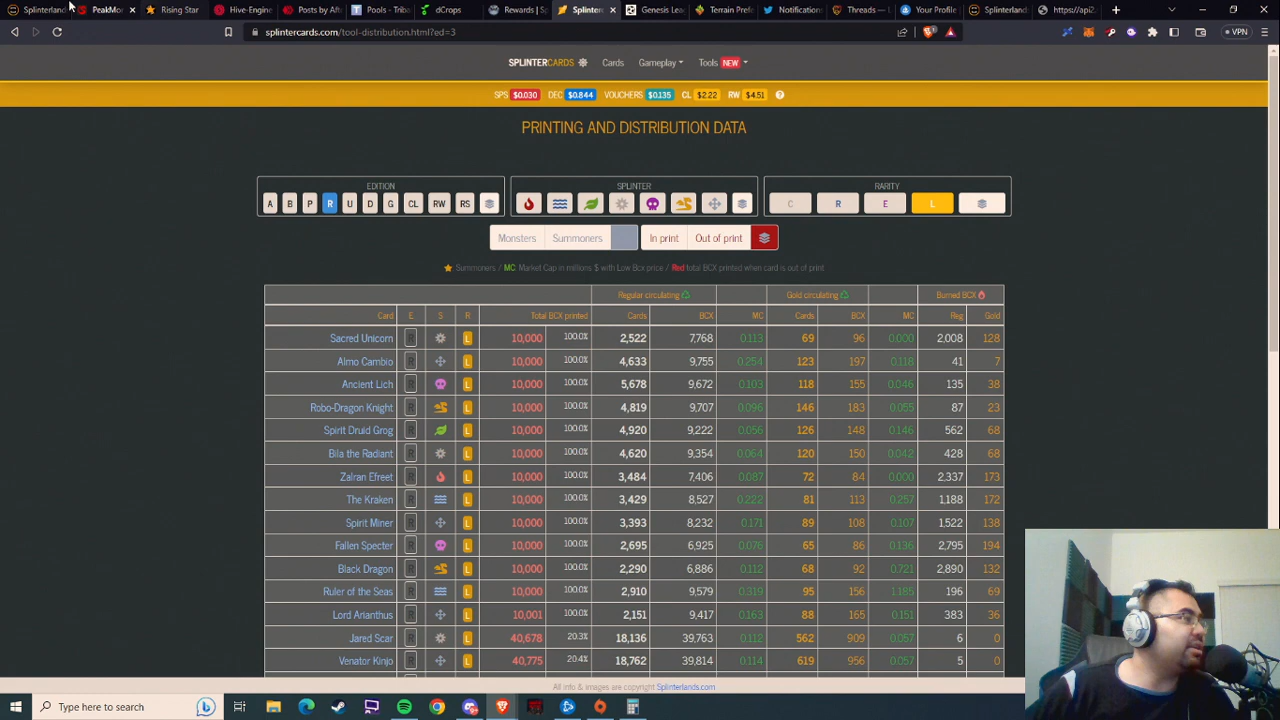 Splinterland
PeakMon
Rising Star
Hive-Engine
Posts by Aft
Tools - Triba
dCrops
Rewards | Sp
Splinter
Genesis Lea
Terrain Prefe
Notification
Threads —
Your Profile
Splinterland
https://api2
splintercards.com/tool-distribution.html?ed=3
VPN
SPLINTERCARDS Cards Gameplay Tools NEW
SPS $0.030 DEC $0.844 VOUCHERS $0.135 CL $2.22 RW $4.51
PRINTING AND DISTRIBUTION DATA
EDITION SPLINTER RARITY
A B P R U D G CL RW RS C R E L
Monsters Summoners In print Out of print
Summoners / MC: Market Cap in millions $ with Low Bcx price / Red total BCX printed when card is out of print
Regular circulating Gold circulating Burned BCX
Card E S R Total BCX printed Cards BCX MC Cards BCX MC Reg Gold
Sacred Unicorn R L 10,000 100.0% 2,522 7,768 0.113 69 96 0.000 2,008 128
Almo Cambio R L 10,000 100.0% 4,633 9,755 0.254 123 197 0.118 41 7
Ancient Lich R L 10,000 100.0% 5,678 9,672 0.103 118 155 0.046 135 38
Robo-Dragon Knight R L 10,000 100.0% 4,819 9,707 0.096 146 183 0.055 87 23
Spirit Druid Grog R L 10,000 100.0% 4,920 9,222 0.056 126 148 0.146 562 68
Bila the Radiant R L 10,000 100.0% 4,620 9,354 0.064 120 150 0.042 428 68
Zalran Efreet R L 10,000 100.0% 3,484 7,406 0.087 72 84 0.000 2,337 173
The Kraken R L 10,000 100.0% 3,429 8,527 0.222 81 113 0.257 1,188 172
Spirit Miner R L 10,000 100.0% 3,393 8,232 0.171 89 108 0.107 1,522 138
Fallen Specter R L 10,000 100.0% 2,695 6,925 0.076 65 86 0.136 2,795 194
Black Dragon R L 10,000 100.0% 2,290 6,886 0.112 68 92 0.721 2,890 132
Ruler of the Seas R L 10,000 100.0% 2,910 9,579 0.319 95 156 1.185 196 69
Lord Arianthus R L 10,001 100.0% 2,151 9,417 0.163 88 165 0.151 383 36
Jared Scar R L 40,678 20.3% 18,136 39,763 0.112 562 909 0.057 6 0
Venator Kinjo R L 40,775 20.4% 18,762 39,814 0.114 619 956 0.057 5 0
All info & images are copyright Splinterlands.com
Type here to search